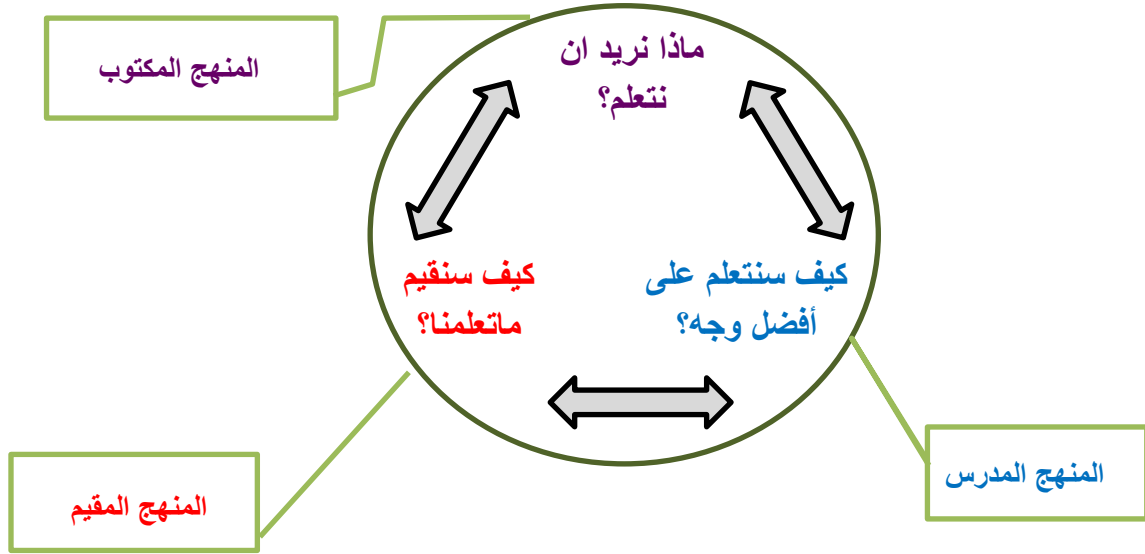 المنهج المكتوب
ماذا نريد ان
نتعلم؟
كيف سنتعلم على
أفضل وجه؟
كيف سنقيم
ماتعلمنا؟
المنهج المدرس
المنهج المقيم